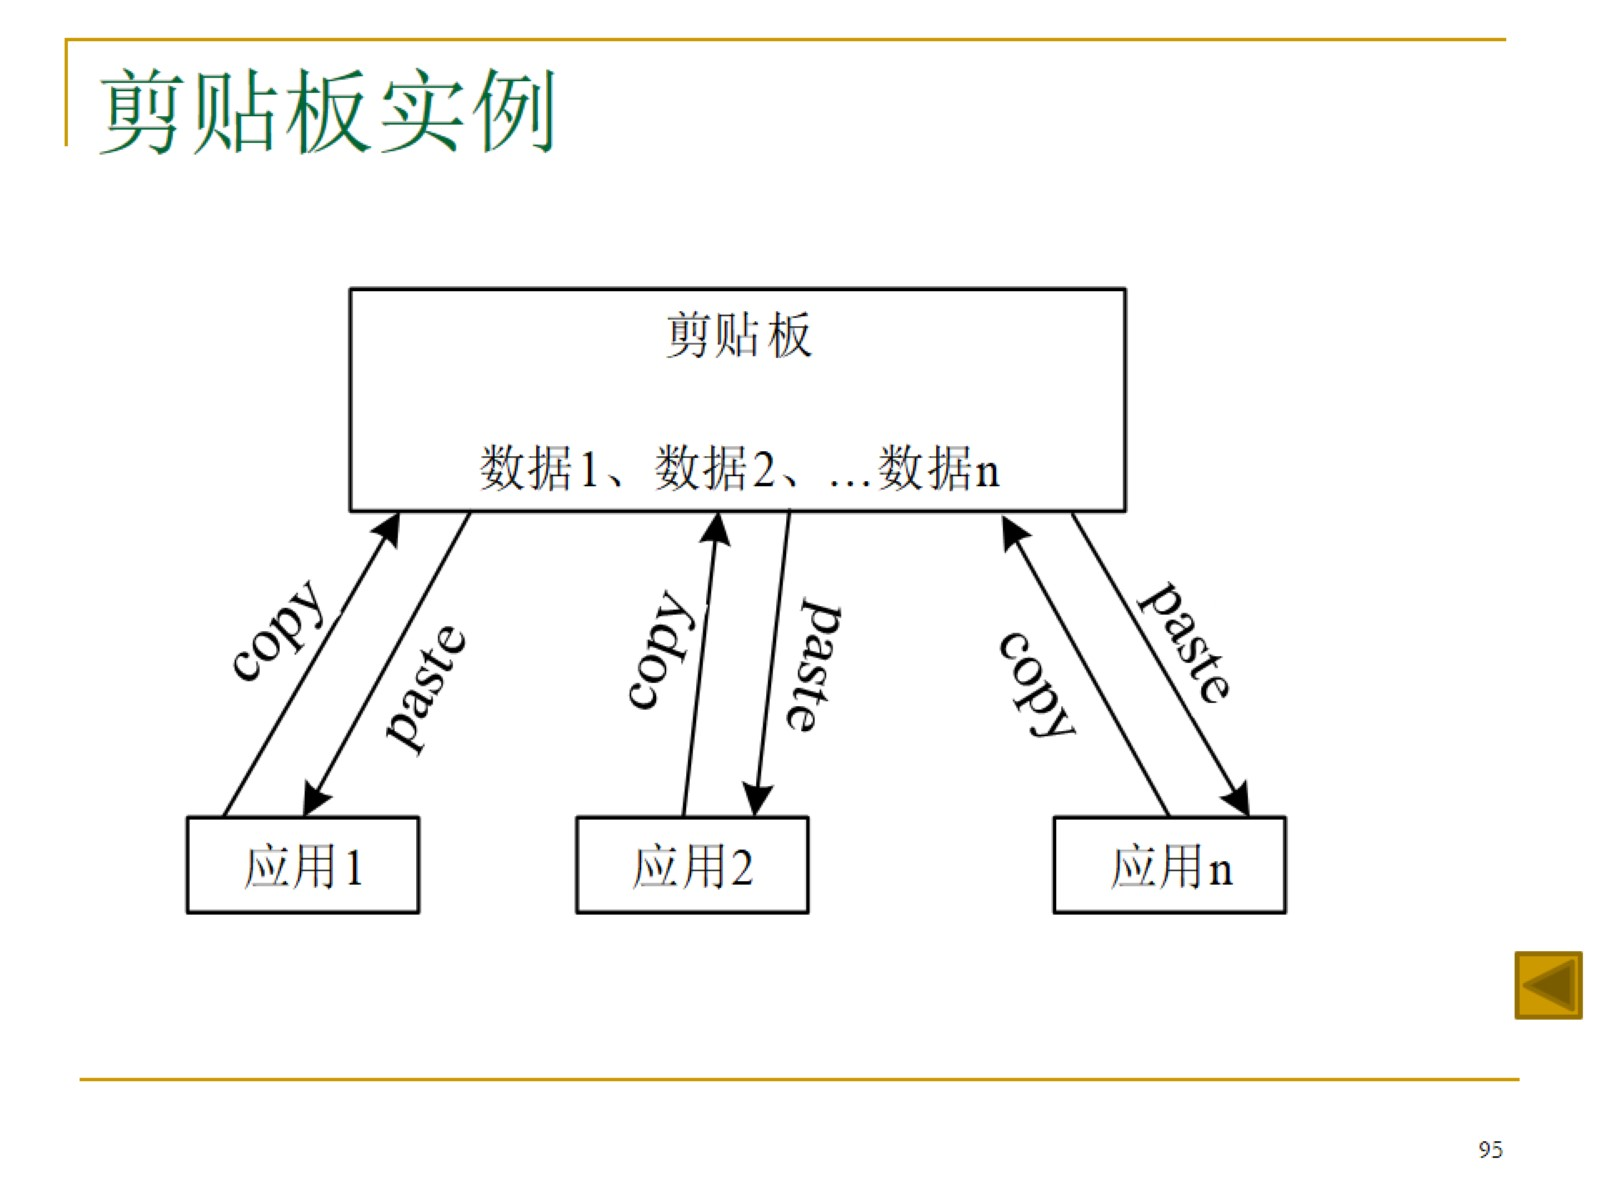 剪贴板实例
剪贴板
数据1、数据2、…数据n
copy
paste
copy
paste
copy
paste
应用1
应用2
应用n
95